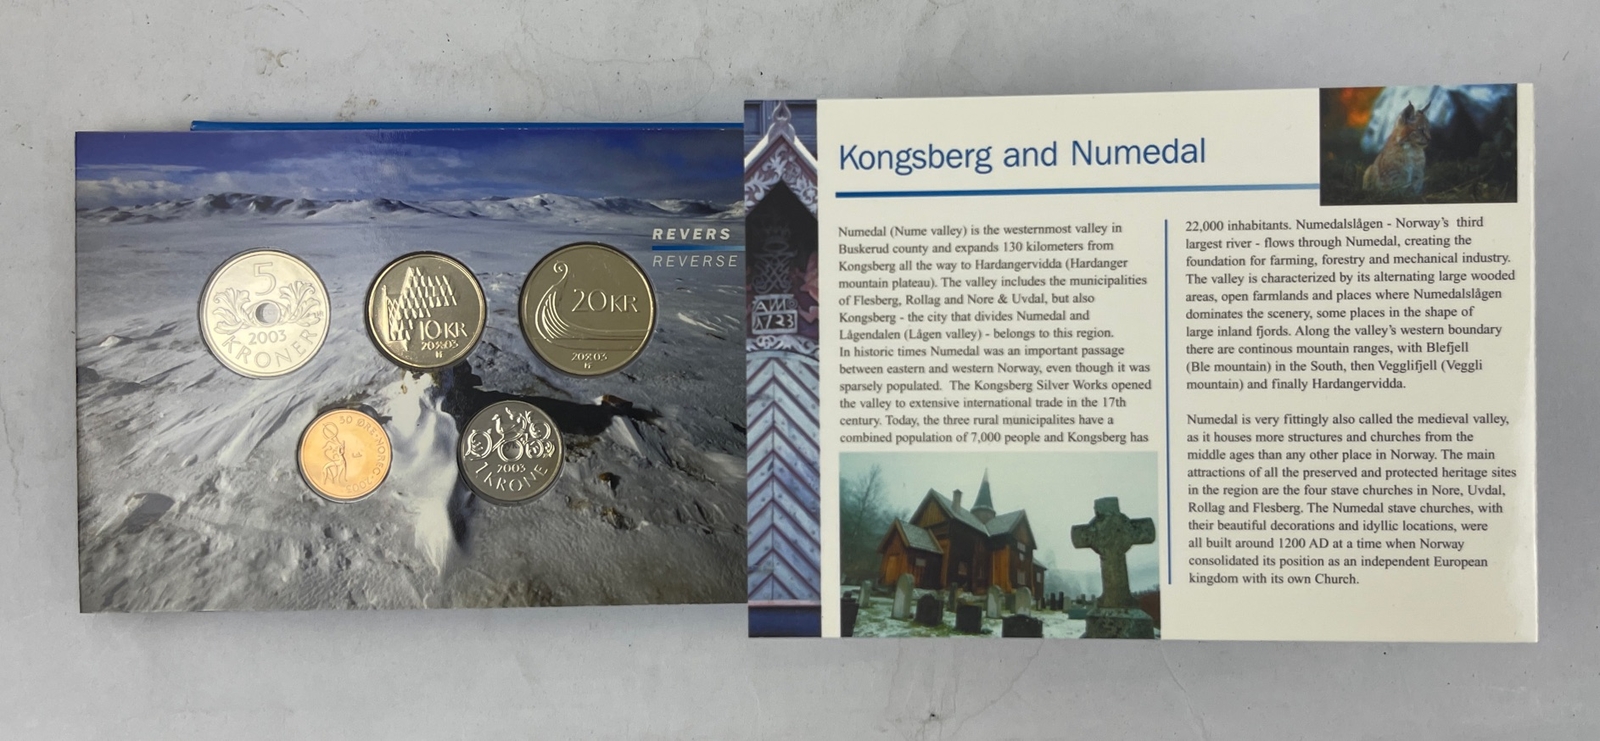 REVERS
REVERSE
5
2003
KRONER
10 KR
2003
20 KR
2003
50 ØRE·NORGE·2003
2003
1 KRONE
1723
Kongsberg and Numedal
Numedal (Nume valley) is the westernmost valley in
Buskerud county and expands 130 kilometers from
Kongsberg all the way to Hardangervidda (Hardanger
mountain plateau). The valley includes the municipalities
of Flesberg, Rollag and Nore & Uvdal, but also
Kongsberg - the city that divides Numedal and
Lågendalen (Lågen valley) - belongs to this region.
In historic times Numedal was an important passage
between eastern and western Norway, even though it was
sparsely populated. The Kongsberg Silver Works opened
the valley to extensive international trade in the 17th
century. Today, the three rural municipalites have a
combined population of 7,000 people and Kongsberg has
22,000 inhabitants. Numedalslågen - Norway's third
largest river - flows through Numedal, creating the
foundation for farming, forestry and mechanical industry.
The valley is characterized by its alternating large wooded
areas, open farmlands and places where Numedalslågen
dominates the scenery, some places in the shape of
large inland fjords. Along the valley's western boundary
there are continous mountain ranges, with Blefjell
(Ble mountain) in the South, then Vegglifjell (Veggli
mountain) and finally Hardangervidda.
Numedal is very fittingly also called the medieval valley,
as it houses more structures and churches from the
middle ages than any other place in Norway. The main
attractions of all the preserved and protected heritage sites
in the region are the four stave churches in Nore, Uvdal,
Rollag and Flesberg. The Numedal stave churches, with
their beautiful decorations and idyllic locations, were
all built around 1200 AD at a time when Norway
consolidated its position as an independent European
kingdom with its own Church.